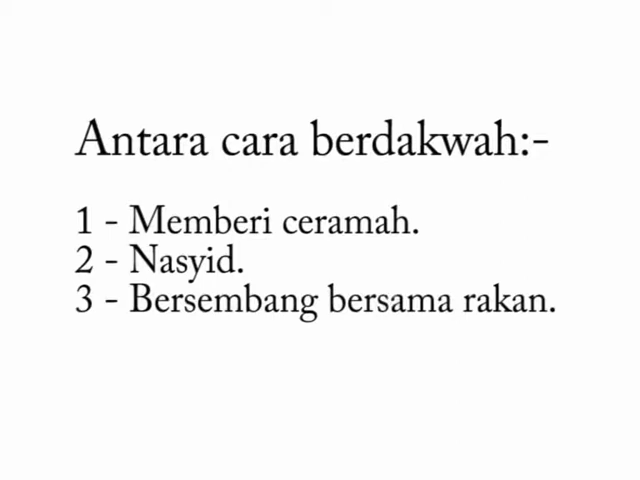 Antara cara berdakwah:-
1 - Memberi ceramah.
2 - Nasyid.
3 - Bersembang bersama rakan.